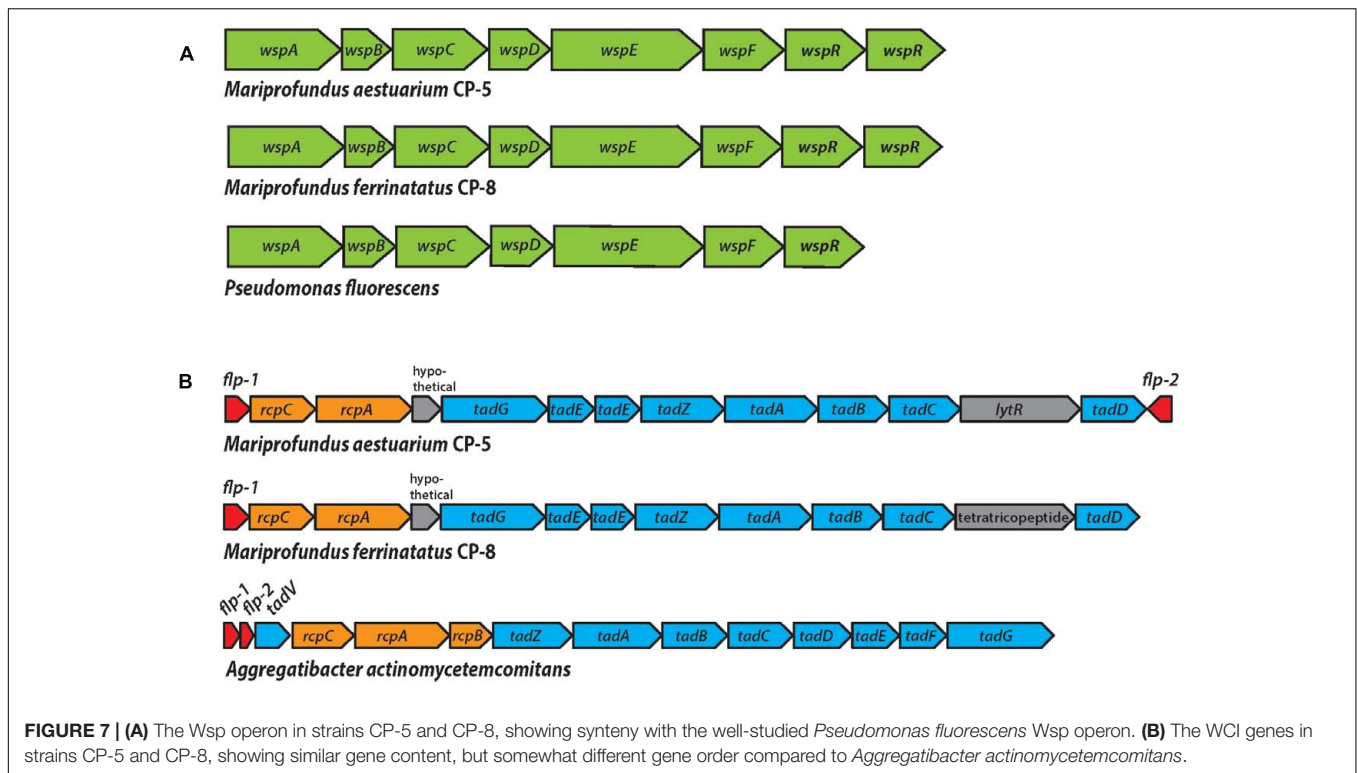 A
wspA wspB wspC wspD wspE wspF wspR wspR
Mariprofundus aestuarium CP-5
wspA wspB wspC wspD wspE wspF wspR wspR
Mariprofundus ferrinatatus CP-8
wspA wspB wspC wspD wspE wspF wspR
Pseudomonas fluorescens
B
flp-1
hypo-
thetical
flp-2
rcpC rcpA tadG tadE tadE tadZ tadA tadB tadC lytR tadD
Mariprofundus aestuarium CP-5
flp-1
hypo-
thetical
rcpC rcpA tadG tadE tadE tadZ tadA tadB tadC tetratricopeptide tadD
Mariprofundus ferrinatatus CP-8
flp-1 flp-2 tadV
rcpC rcpA rcpB tadZ tadA tadB tadC tadD tadE tadF tadG
Aggregatibacter actinomycetemcomitans
FIGURE 7 | (A) The Wsp operon in strains CP-5 and CP-8, showing synteny with the well-studied Pseudomonas fluorescens Wsp operon. (B) The WCI genes in
strains CP-5 and CP-8, showing similar gene content, but somewhat different gene order compared to Aggregatibacter actinomycetemcomitans.